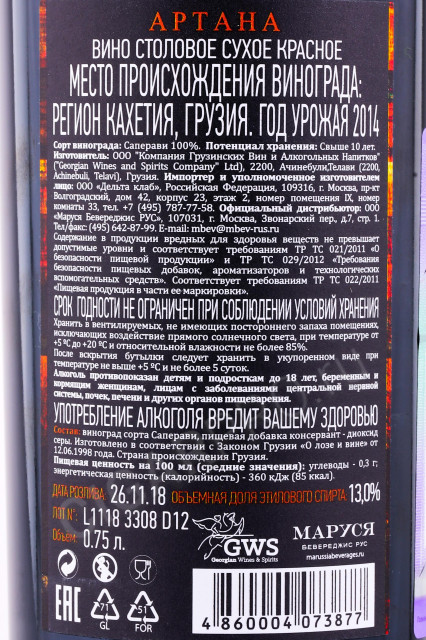 АРТАНА
ВИНО СТОЛОВОЕ СУХОЕ КРАСНОЕ
МЕСТО ПРОИСХОЖДЕНИЯ ВИНОГРАДА:
РЕГИОН КАХЕТИЯ, ГРУЗИЯ. ГОД УРОЖАЯ 2014
Сорт винограда: Саперави 100%. Потенциал хранения: Свыше 10 лет.
Изготовитель: ООО "Компания Грузинских Вин и Алкогольных Напитков"
("Georgian Wines and Spirits Company" Ltd), 2200, Ачинебули,Телави (2200,
Achinebuli, Telavi), Грузия. Импортер и уполномоченное изготовителем
лицо: ООО «Дельта клаб», Российская Федерация, 109316, г. Москва, пр-кт
Волгоградский, дом 42, корпус 23, этаж 2, номер помещения IX, номер
комнаты 33, тел. +7 (495) 787-77-58. Официальный дистрибьютор: ООО
«Маруся Бевереджис РУС», 107031, г. Москва, Звонарский пер., д.7, стр. 1.
Тел/факс: (495) 642-87-99. E-mail: mbev@mbev-rus.ru
Содержание в продукции вредных для здоровья веществ не превышает
допустимые уровни и соответствует требованиям ТР ТС 021/2011 «О
безопасности пищевой продукции» и ТР ТС 029/2012 «Требования
безопасности пищевых добавок, ароматизаторов и технологических
вспомогательных средств». Соответствует требованиям ТР ТС 022/2011
«Пищевая продукция в части ее маркировки».
СРОК ГОДНОСТИ НЕ ОГРАНИЧЕН ПРИ СОБЛЮДЕНИИ УСЛОВИЙ ХРАНЕНИЯ
Хранить в вентилируемых, не имеющих постороннего запаха помещениях,
исключающих воздействие прямого солнечного света, при температуре от
+5 ºС до +20 ºС и относительной влажности не более 85%.
После вскрытия бутылки следует хранить в укупоренном виде при
температуре не выше +5 ºС и не более 5 суток.
Алкоголь противопоказан детям и подросткам до 18 лет, беременным и
кормящим женщинам, лицам с заболеваниями центральной нервной
системы, почек, печени и других органов пищеварения.
УПОТРЕБЛЕНИЕ АЛКОГОЛЯ ВРЕДИТ ВАШЕМУ ЗДОРОВЬЮ
Состав: виноград сорта Саперави, пищевая добавка консервант - диоксид
серы. Изготовлено в соответствии с Законом Грузии «О лозе и вине» от
12.06.1998 года. Страна происхождения Грузия.
Пищевая ценность на 100 мл (средние значения): углеводы - 0,3 г;
энергетическая ценность (калорийность) - 360 кДж (85 ккал).
ДАТА РОЗЛИВА: 26.11.18 ОБЪЕМНАЯ ДОЛЯ ЭТИЛОВОГО СПИРТА: 13,0%
ЛОТ N°: L1118 3308 D12
Объём: 0.75 л.
GWS
Georgian Wines & Spirits
МАРУСЯ
БЕВЕРЕДЖИС РУС
marussiabeverages.ru
EAC
71
GL
51
FOR
4 860004 073877